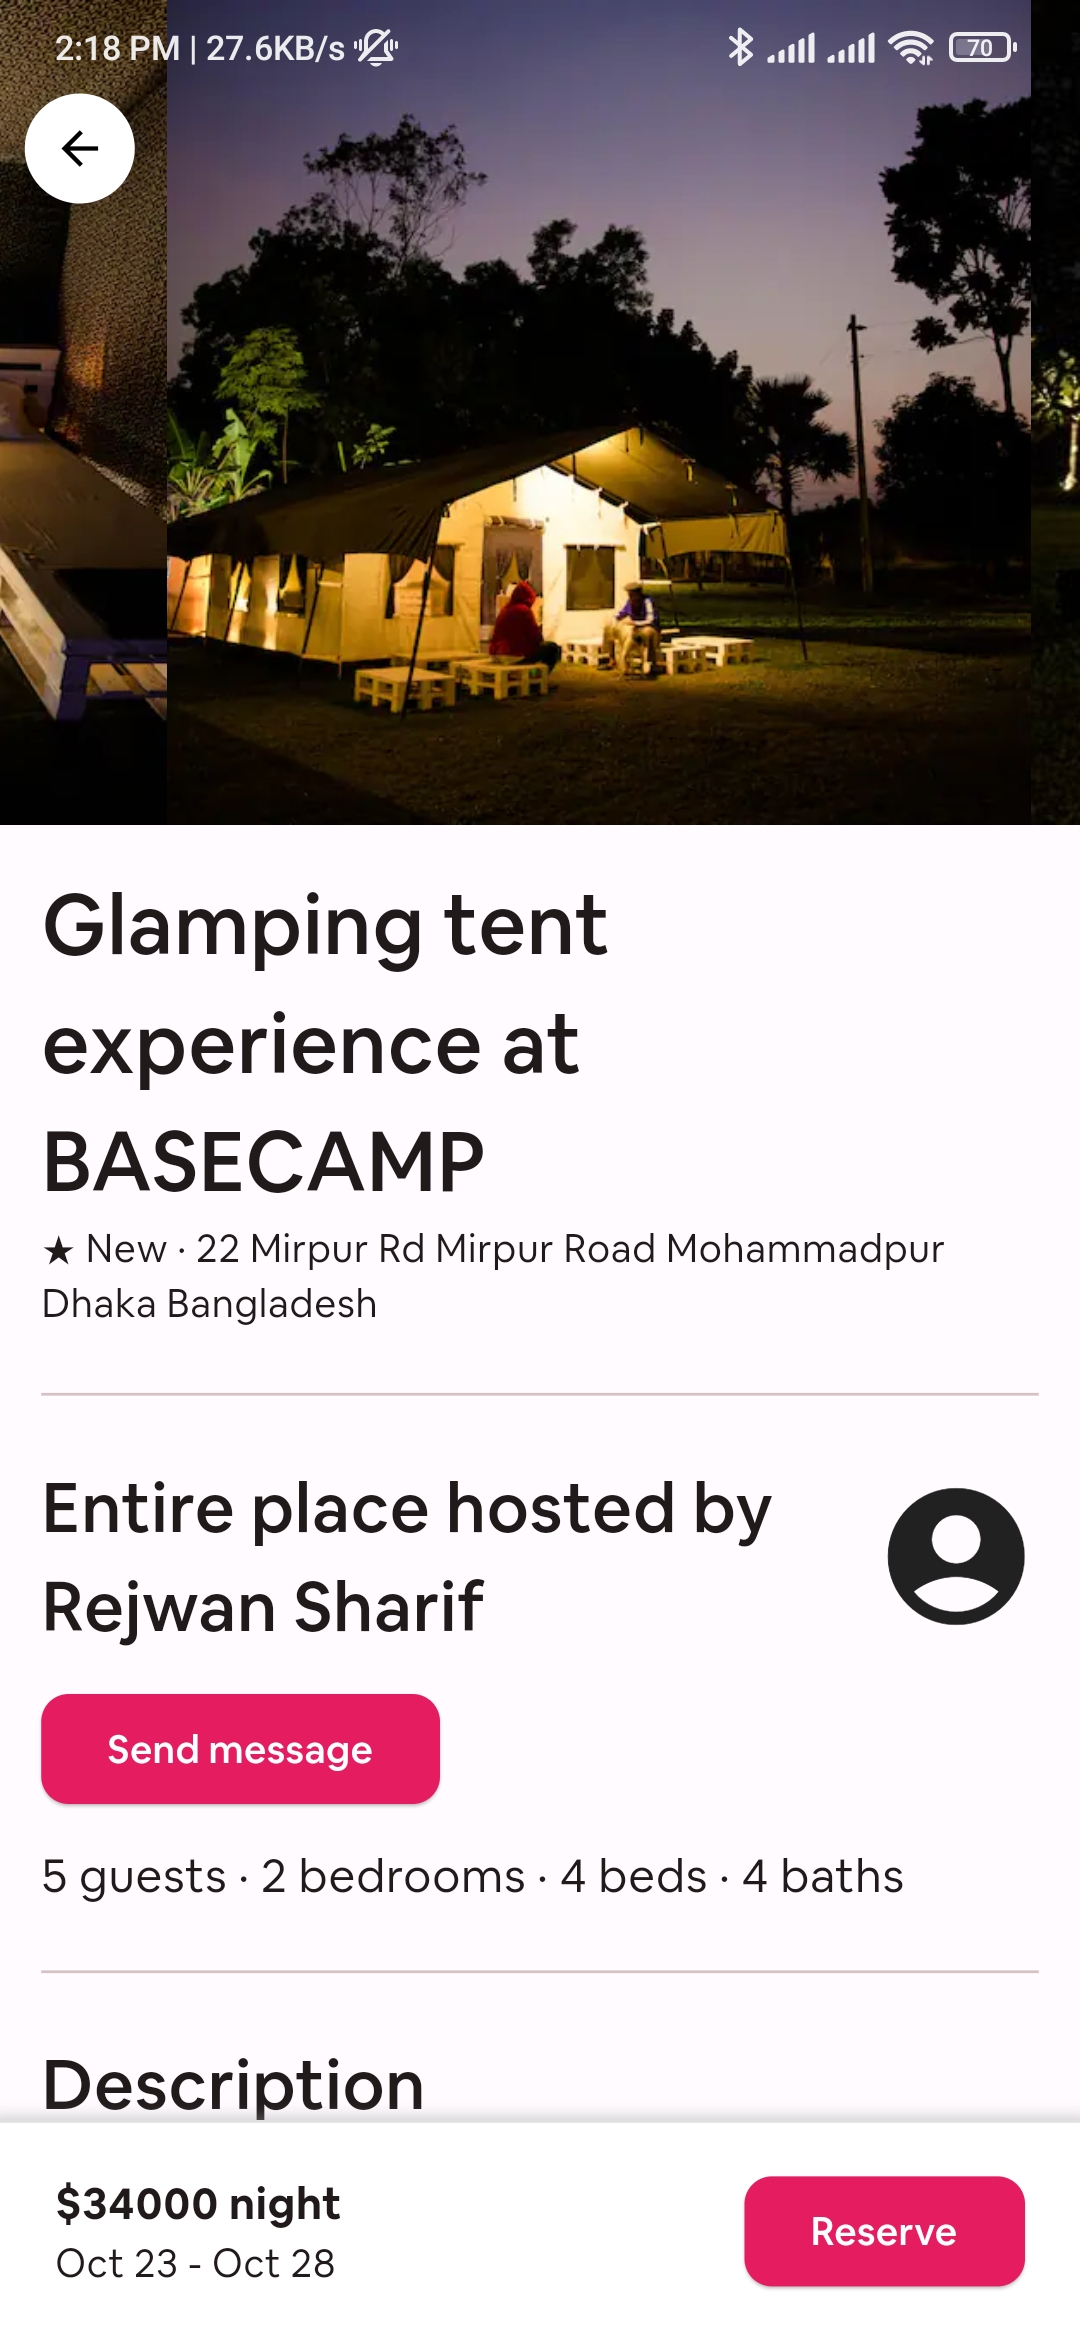 2:18 PM | 27.6KB/s
70
Glamping tent
experience at
BASECAMP
★ New · 22 Mirpur Rd Mirpur Road Mohammadpur
Dhaka Bangladesh
Entire place hosted by
Rejwan Sharif
Send message
5 guests · 2 bedrooms · 4 beds · 4 baths
Description
$34000 night
Oct 23 - Oct 28
Reserve